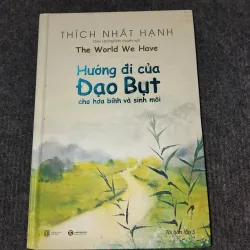 THÍCH NHẤT HẠNH
The World We Have
Hướng đi của
Đạo Bụt
cho hòa bình và sinh môi